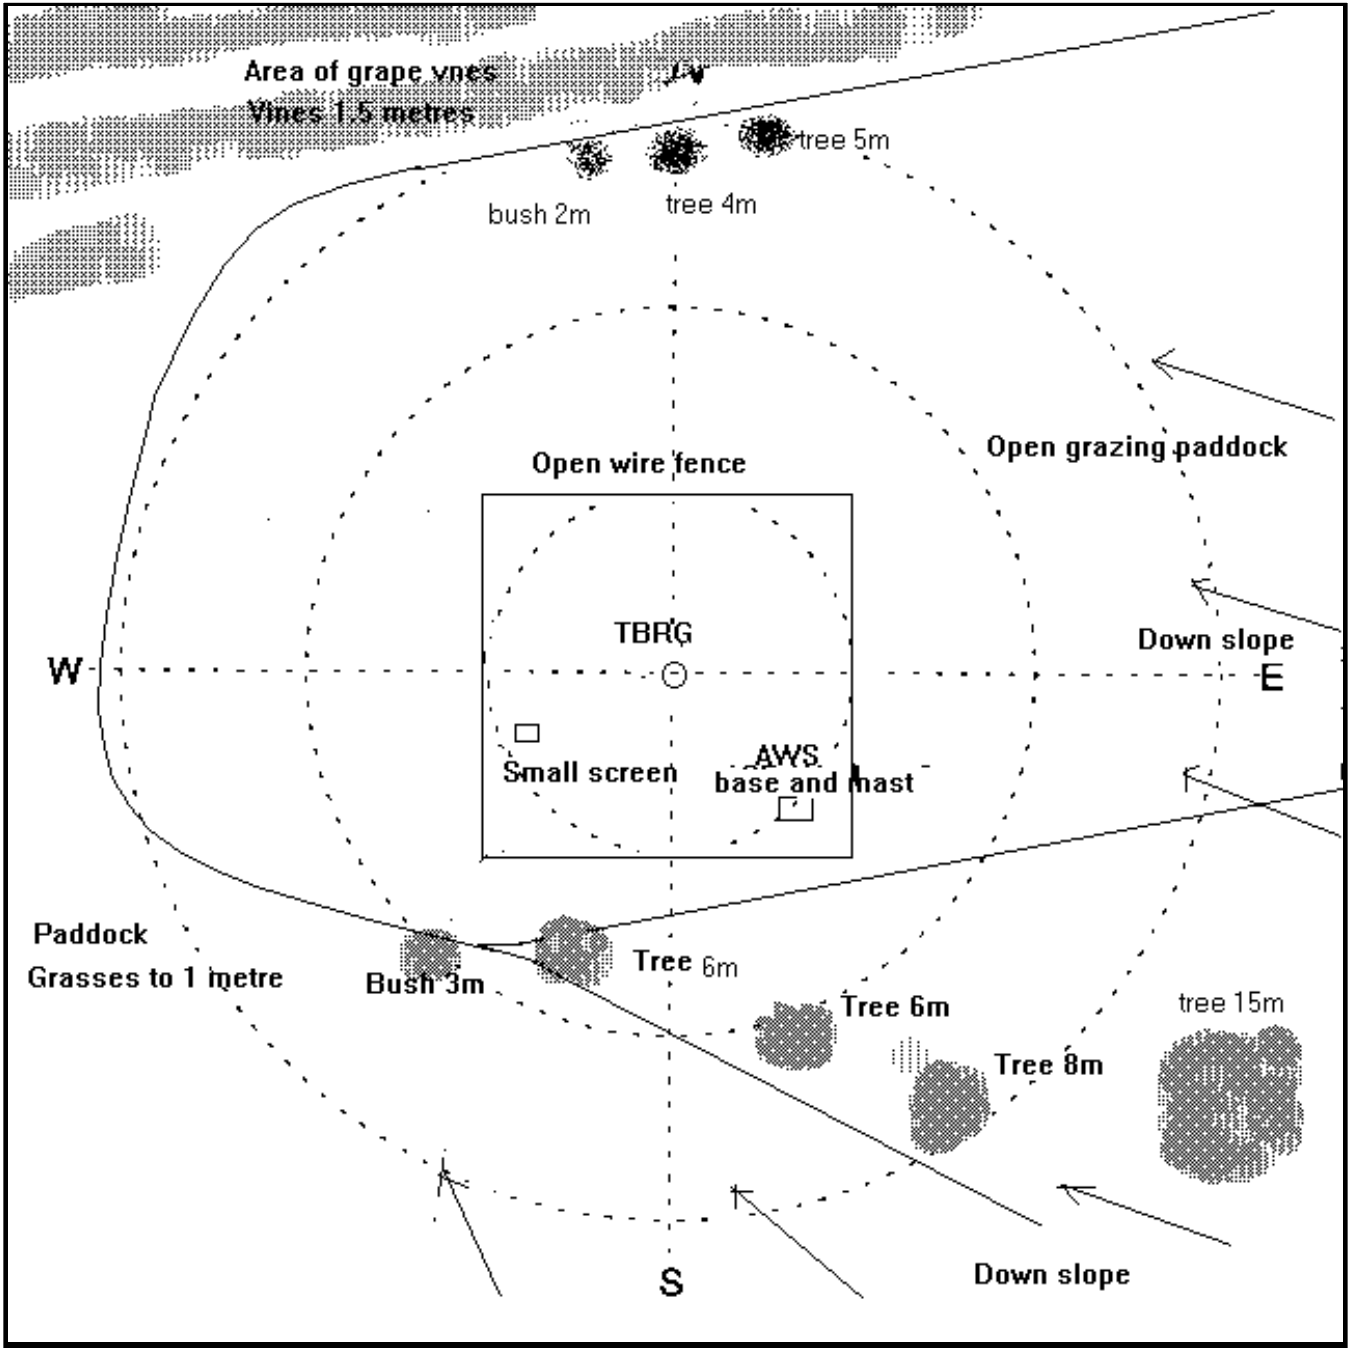 Area of grape vnes
N
Vines 1.5 metres
tree 5m
bush 2m
tree 4m
Open grazing paddock
Open wire fence
TBRG
Down slope
W
E
AWS
Small screen
base and mast
Paddock
Tree 6m
Grasses to 1 metre
Bush 3m
Tree 6m
tree 15m
Tree 8m
Down slope
S